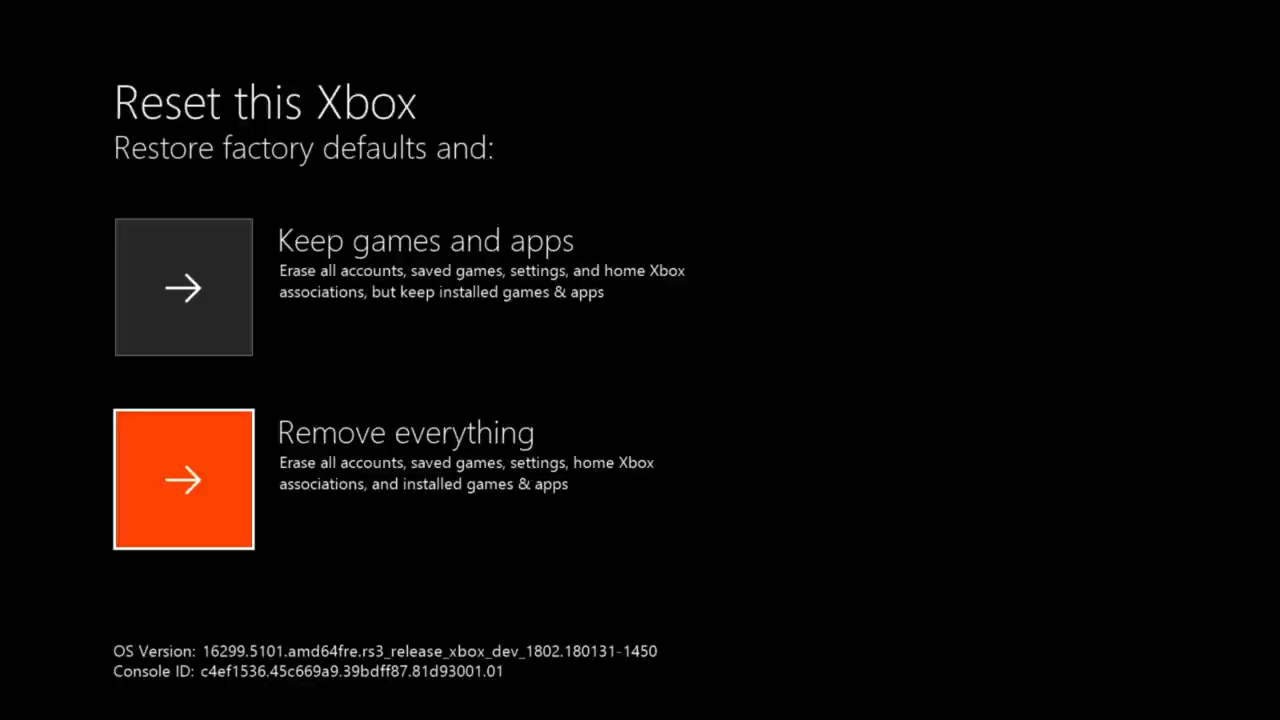 Reset this Xbox
Restore factory defaults and:
Keep games and apps
Erase all accounts, saved games, settings, and home Xbox
associations, but keep installed games & apps
Remove everything
Erase all accounts, saved games, settings, home Xbox
associations, and installed games & apps
OS Version: 16299.5101.amd64fre.rs3_release_xbox_dev_1802.180131-1450
Console ID: c4ef1536.45c669a9.39bdff87.81d93001.01